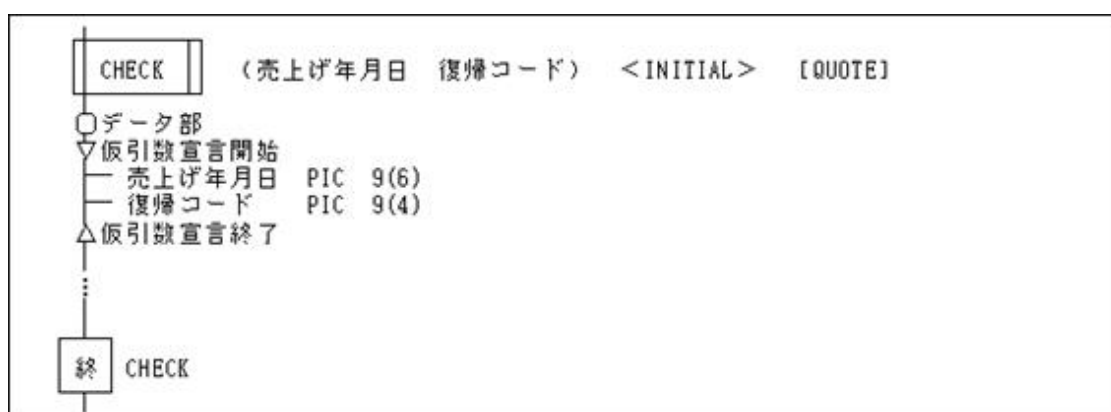 CHECK (売上げ年月日 復帰コード) <INITIAL> [QUOTE]
データ部
仮引数宣言開始
売上げ年月日 PIC 9(6)
復帰コード PIC 9(4)
仮引数宣言終了
終 CHECK